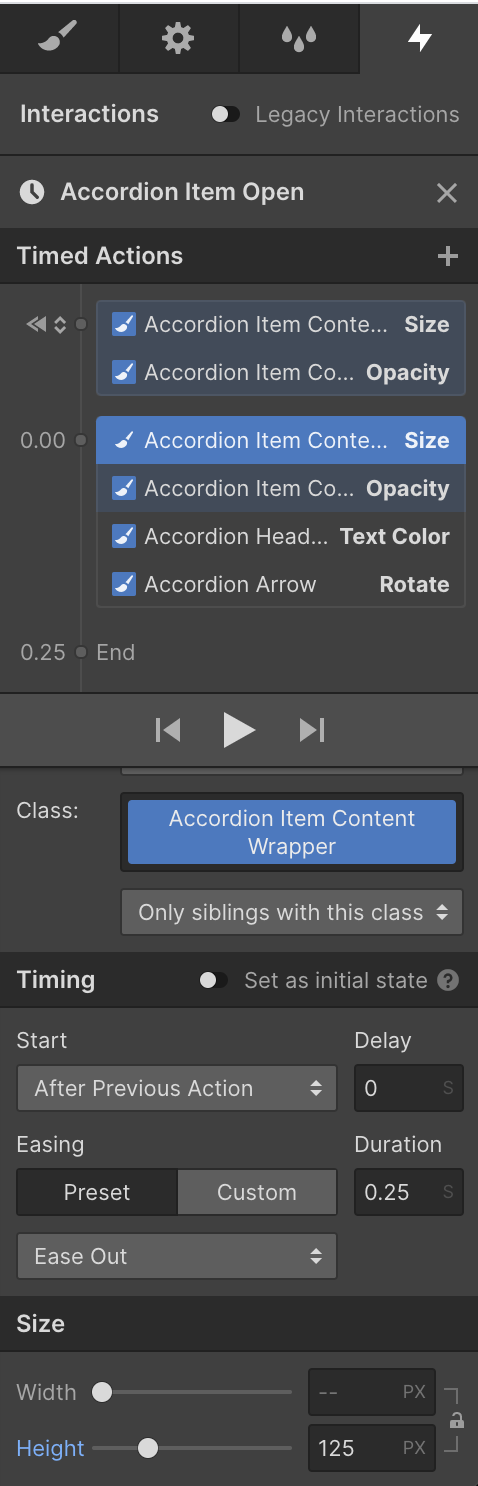 Interactions Legacy Interactions
Accordion Item Open
Timed Actions
Accordion Item Conte... Size
Accordion Item Co... Opacity
0.00 Accordion Item Conte... Size
Accordion Item Co... Opacity
Accordion Head... Text Color
Accordion Arrow Rotate
0.25 End
Class: Accordion Item Content
Wrapper
Only siblings with this class
Timing Set as initial state ?
Start Delay
After Previous Action 0 S
Easing Duration
Preset Custom 0.25 S
Ease Out
Size
Width -- PX
Height 125 PX